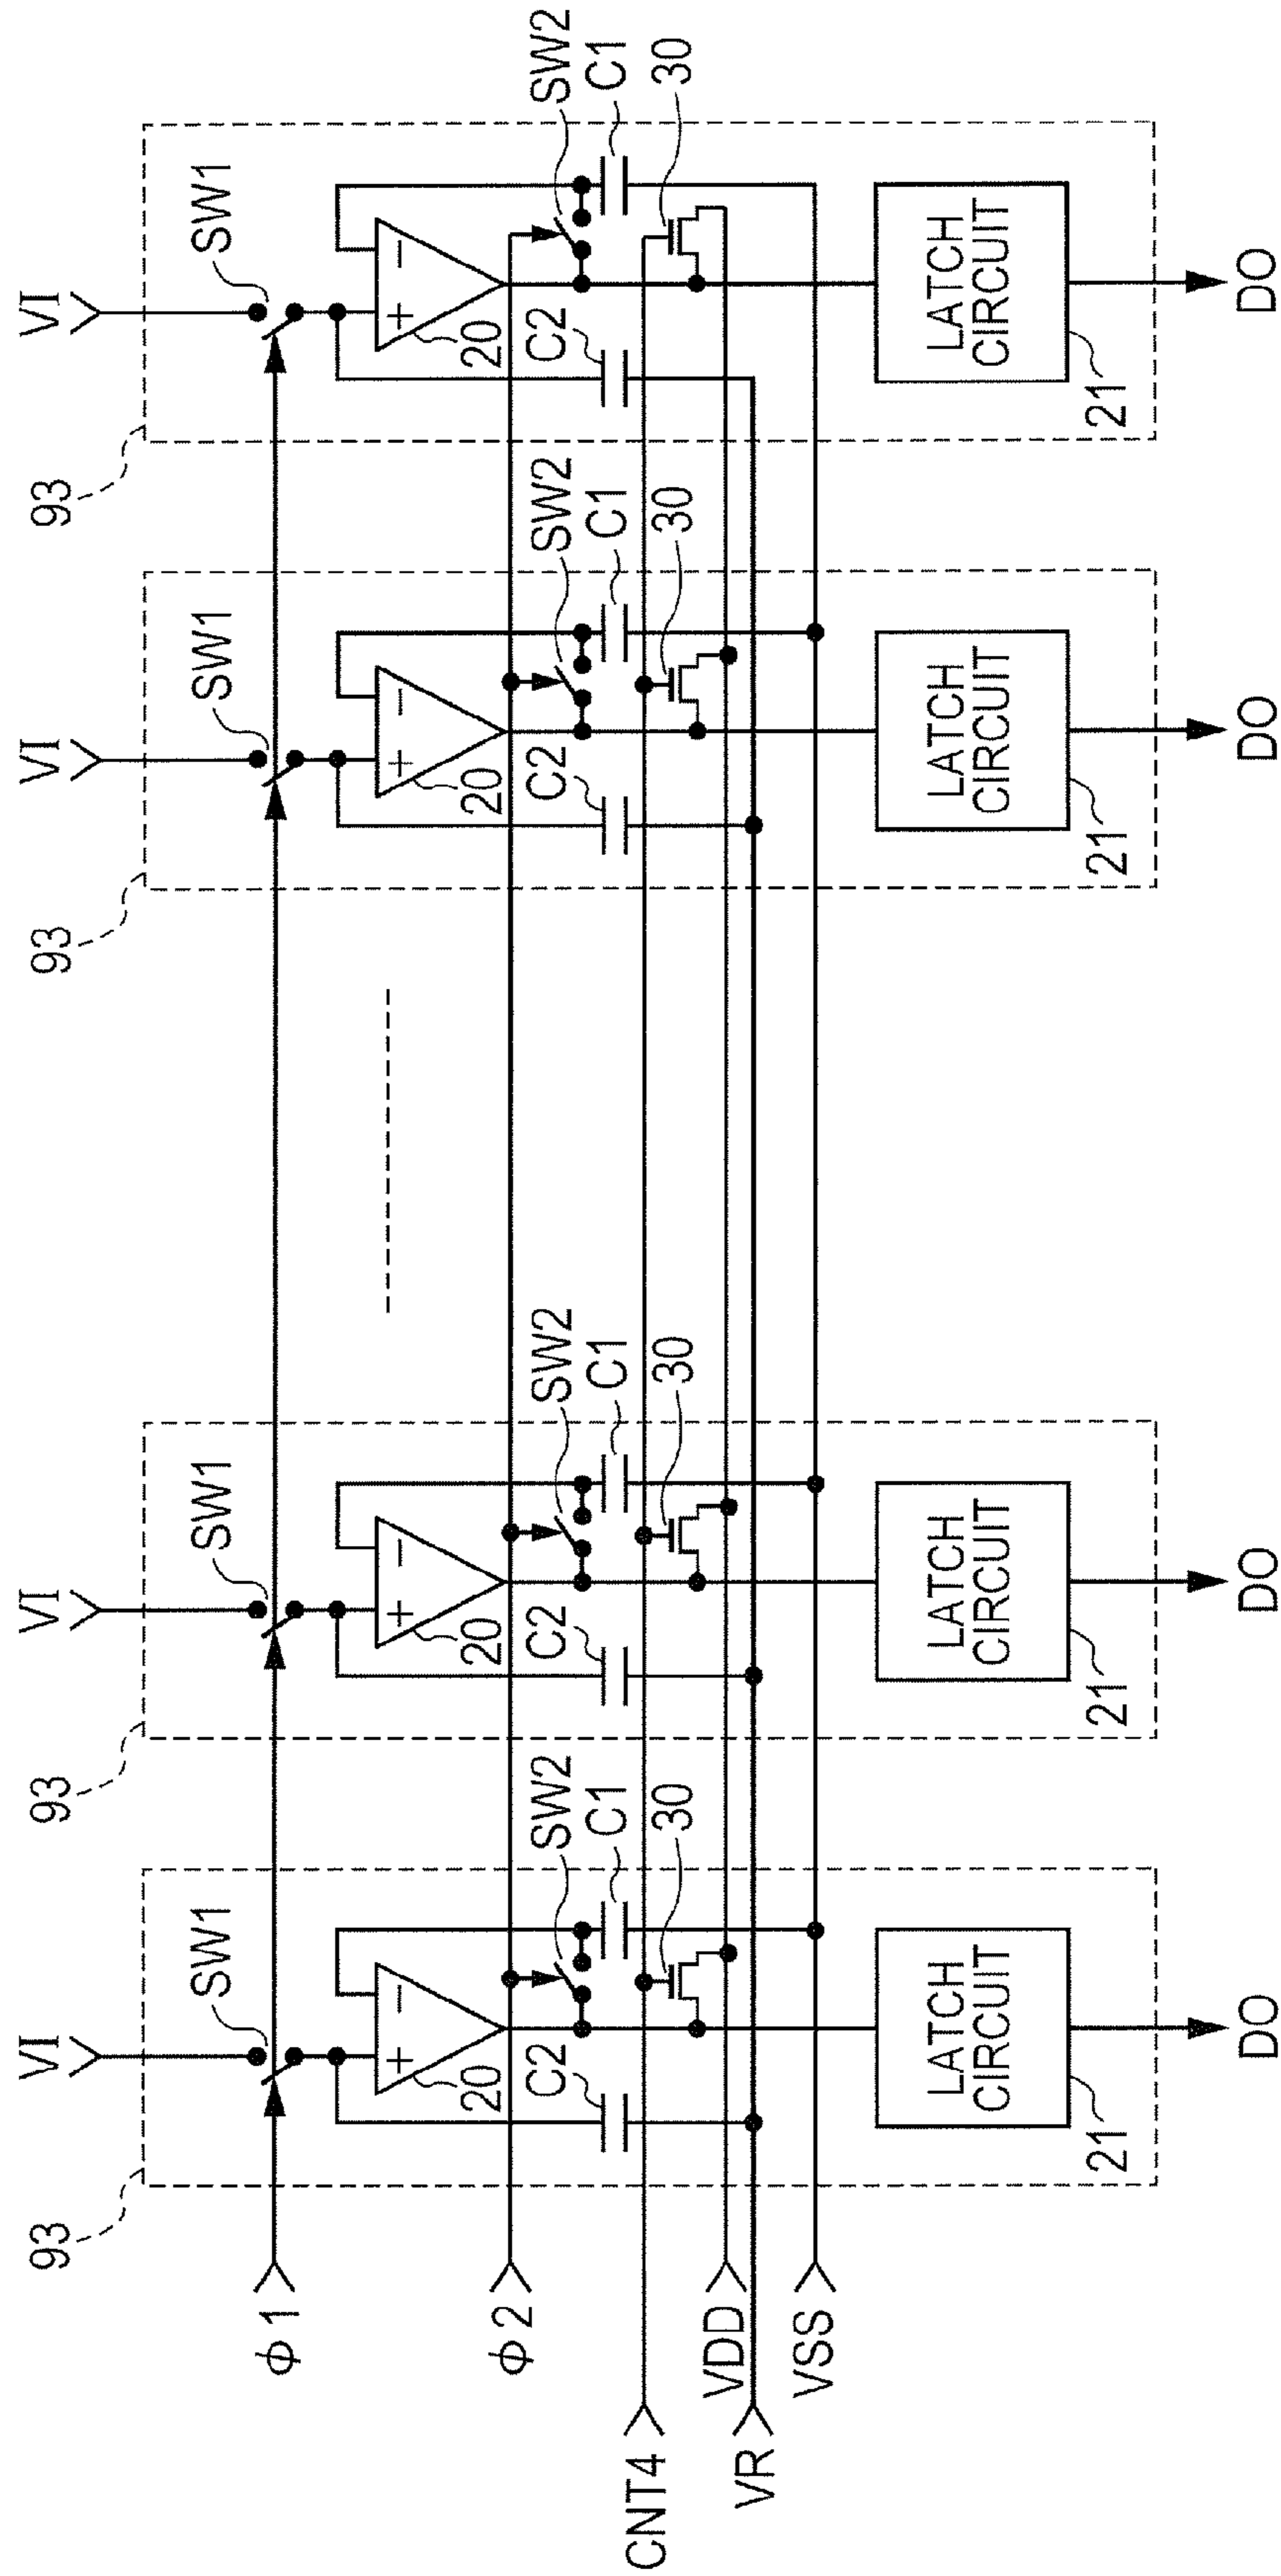 93
93
93
93
VI
VI
VI
VI
SW1
SW1
SW1
SW1
φ1
+
−
20
+
−
20
+
−
20
+
−
20
φ2
SW2
SW2
SW2
SW2
C2
C1
C2
C1
C2
C1
C2
C1
CNT4
30
30
30
30
VDD
VR
VSS
LATCH
CIRCUIT
LATCH
CIRCUIT
LATCH
CIRCUIT
LATCH
CIRCUIT
21
21
21
21
DO
DO
DO
DO